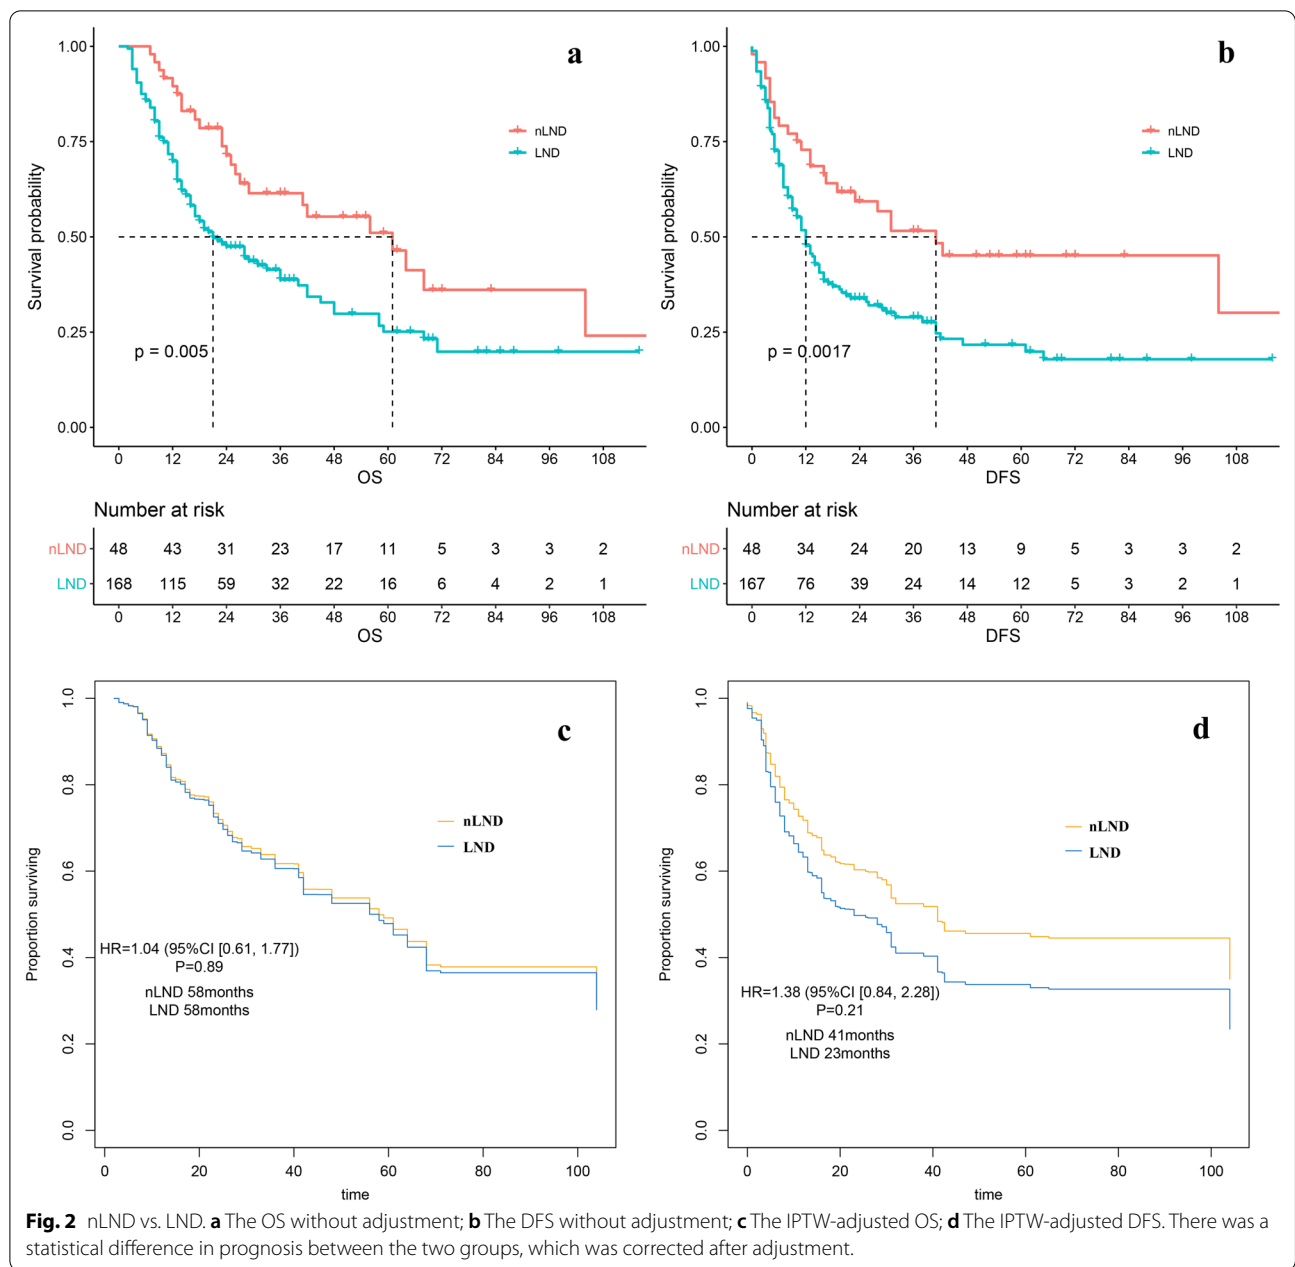 a
1.00
0.75
0.50
0.25
0.00
Survival probability
nLND
LND
p = 0.005
0 12 24 36 48 60 72 84 96 108
OS
Number at risk
nLND 48 43 31 23 17 11 5 3 3 2
LND 168 115 59 32 22 16 6 4 2 1
0 12 24 36 48 60 72 84 96 108
OS
b
1.00
0.75
0.50
0.25
0.00
Survival probability
nLND
LND
p = 0.0017
0 12 24 36 48 60 72 84 96 108
DFS
Number at risk
nLND 48 34 24 20 13 9 5 3 3 2
LND 167 76 39 24 14 12 5 3 2 1
0 12 24 36 48 60 72 84 96 108
DFS
c
1.0
0.8
0.6
0.4
0.2
0.0
Proportion surviving
nLND
LND
HR=1.04 (95%CI [0.61, 1.77])
P=0.89
nLND 58months
LND 58months
0 20 40 60 80 100
time
d
1.0
0.8
0.6
0.4
0.2
0.0
Proportion surviving
nLND
LND
HR=1.38 (95%CI [0.84, 2.28])
P=0.21
nLND 41months
LND 23months
0 20 40 60 80 100
time
Fig. 2 nLND vs. LND. a The OS without adjustment; b The DFS without adjustment; c The IPTW-adjusted OS; d The IPTW-adjusted DFS. There was a
statistical difference in prognosis between the two groups, which was corrected after adjustment.